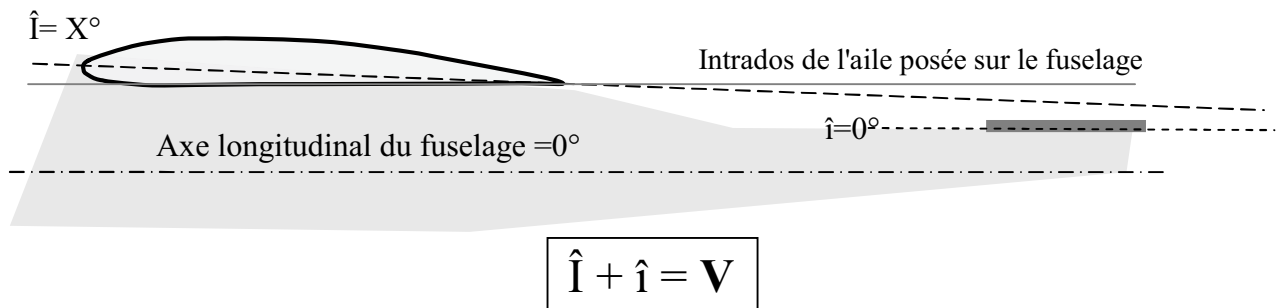 Î= X°
Intrados de l'aile posée sur le fuselage
î=0°
Axe longitudinal du fuselage =0°
Î + î = V